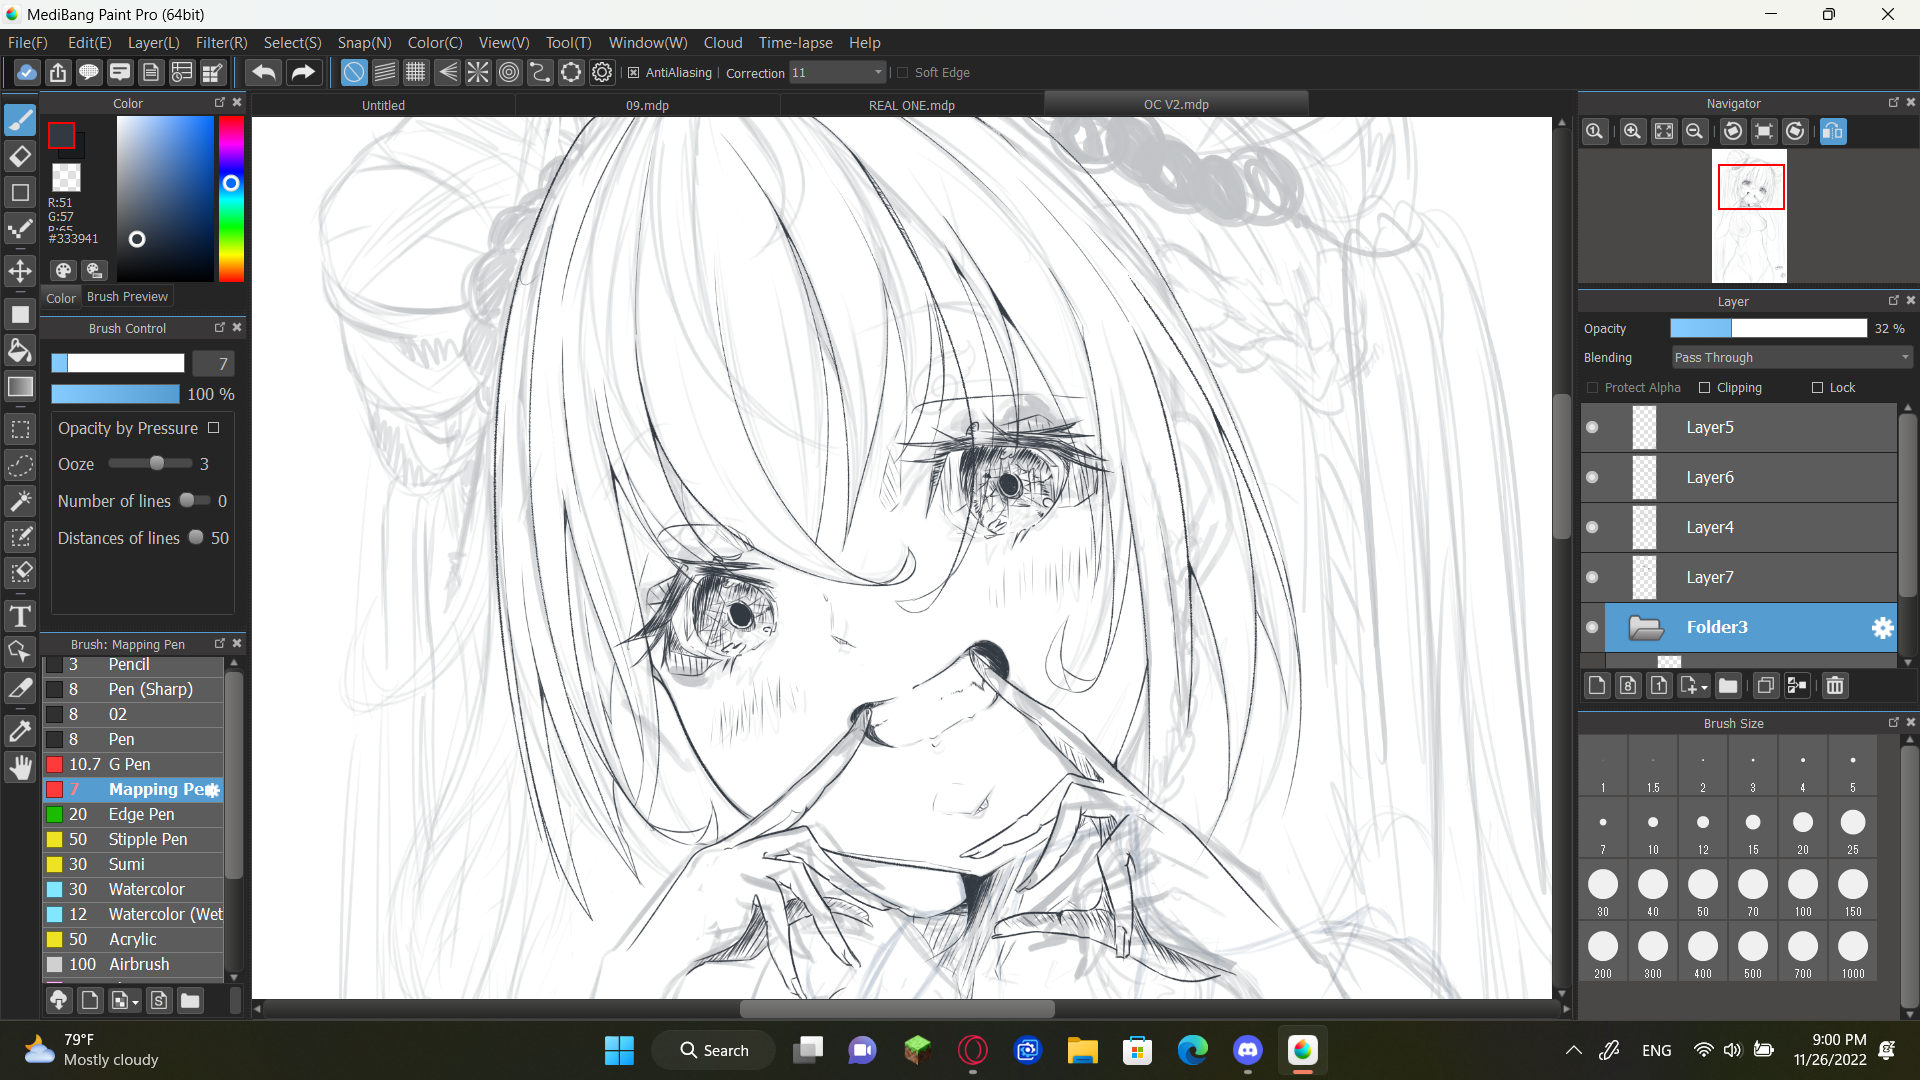 MediBang Paint Pro (64bit)
File(F) Edit(E) Layer(L) Filter(R) Select(S) Snap(N) Color(C) View(V) Tool(T) Window(W) Cloud Time-lapse Help
AntiAliasing Correction 11 Soft Edge
Color
Untitled 09.mdp REAL ONE.mdp OC V2.mdp
Navigator
R:51
G:57
B:65
#333941
Color Brush Preview
Brush Control
7
100 %
Opacity by Pressure
Ooze 3
Number of lines 0
Distances of lines 50
Brush: Mapping Pen
3 Pencil
8 Pen (Sharp)
8 02
8 Pen
10.7 G Pen
7 Mapping Pen
20 Edge Pen
50 Stipple Pen
30 Sumi
30 Watercolor
12 Watercolor (Wet
50 Acrylic
100 Airbrush
Layer
Opacity 32 %
Blending Pass Through
Protect Alpha Clipping Lock
Layer5
Layer6
Layer4
Layer7
Folder3
Brush Size
1 1.5 2 3 4 5
7 10 12 15 20 25
30 40 50 70 100 150
200 300 400 500 700 1000
79°F
Mostly cloudy
Search
ENG
9:00 PM
11/26/2022